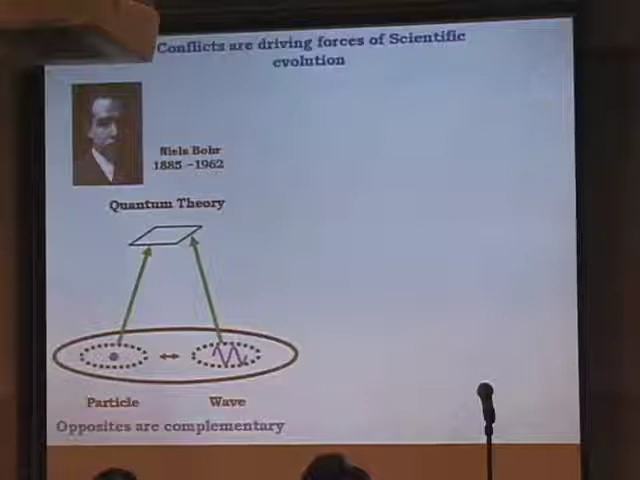 Conflicts are driving forces of Scientific
evolution
Niels Bohr
1885 -1962
Quantum Theory
Particle
Wave
Opposites are complementary